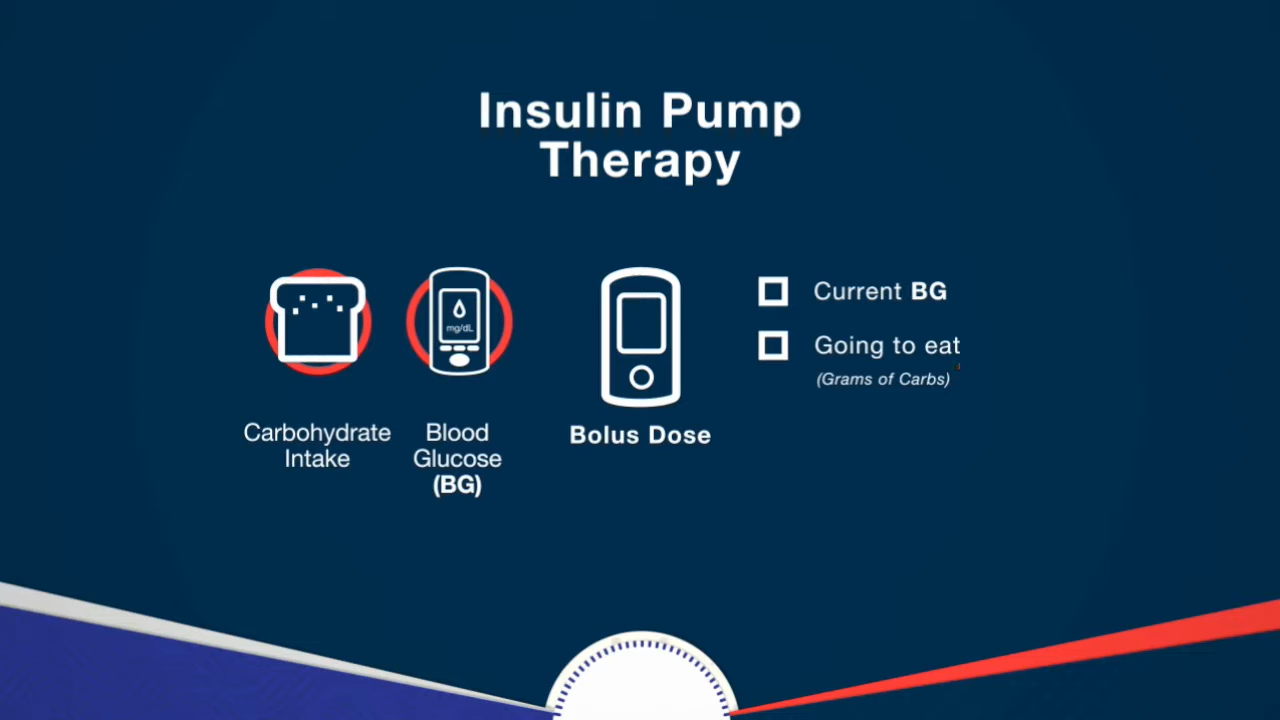 Insulin Pump
Therapy
mg/dL
Carbohydrate
Intake
Blood
Glucose
(BG)
Bolus Dose
Current BG
Going to eat
(Grams of Carbs)